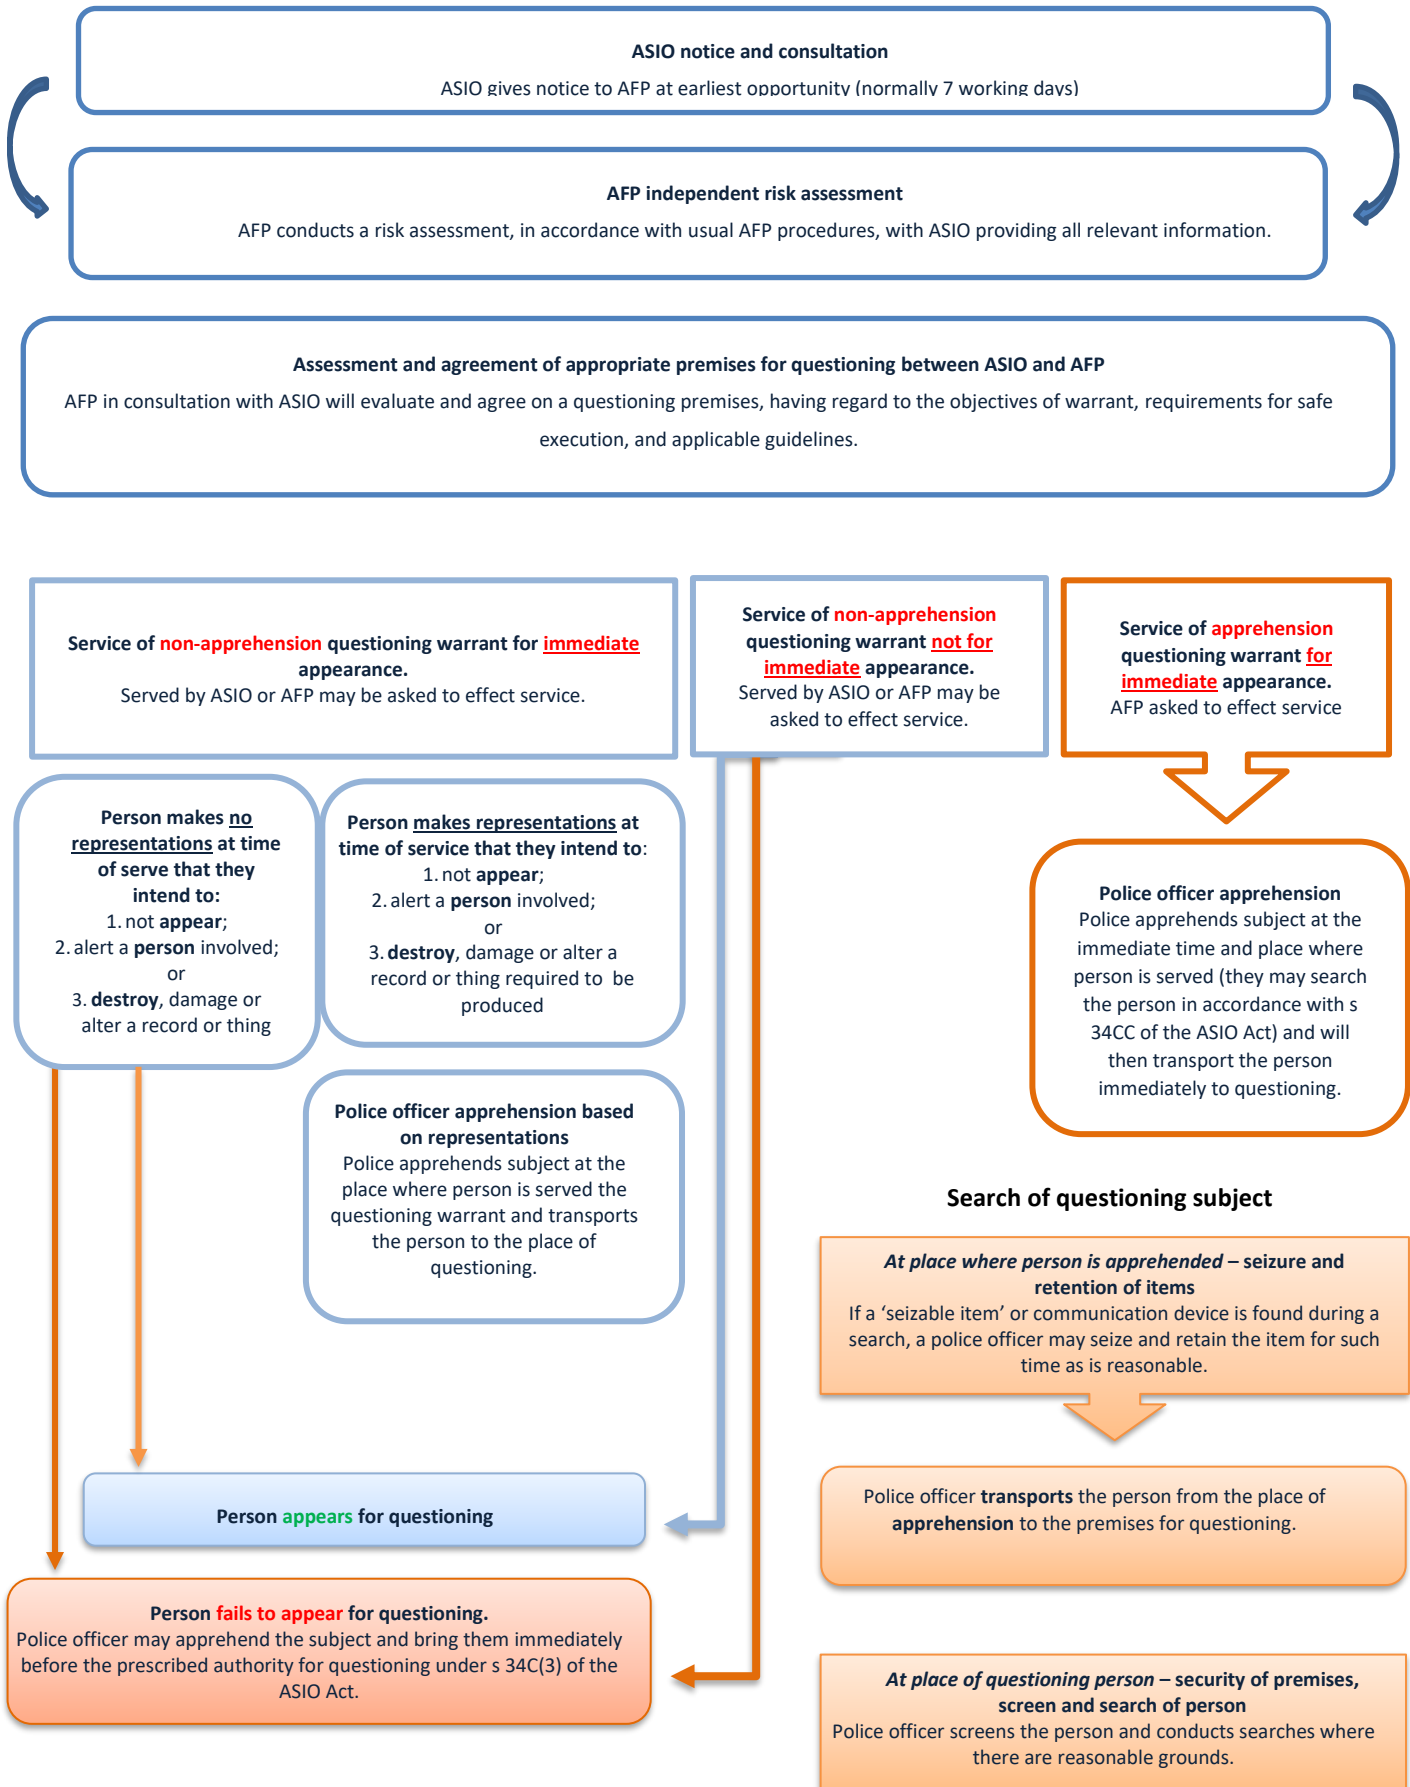 ASIO notice and consultation
ASIO gives notice to AFP at earliest opportunity (normally 7 working days)
AFP independent risk assessment
AFP conducts a risk assessment, in accordance with usual AFP procedures, with ASIO providing all relevant information.
Assessment and agreement of appropriate premises for questioning between ASIO and AFP
AFP in consultation with ASIO will evaluate and agree on a questioning premises, having regard to the objectives of warrant, requirements for safe
execution, and applicable guidelines.
Service of non-apprehension questioning warrant for immediate
appearance.
Served by ASIO or AFP may be asked to effect service.
Service of non-apprehension
questioning warrant not for
immediate appearance.
Served by ASIO or AFP may be
asked to effect service.
Service of apprehension
questioning warrant for
immediate appearance.
AFP asked to effect service
Person makes no
representations at time
of serve that they
intend to:
1. not appear;
2. alert a person involved;
or
3. destroy, damage or
alter a record or thing
Person makes representations at
time of service that they intend to:
1. not appear;
2. alert a person involved;
or
3. destroy, damage or alter a
record or thing required to be
produced
Police officer apprehension
Police apprehends subject at the
immediate time and place where
person is served (they may search
the person in accordance with s
34CC of the ASIO Act) and will
then transport the person
immediately to questioning.
Police officer apprehension based
on representations
Police apprehends subject at the
place where person is served the
questioning warrant and transports
the person to the place of
questioning.
Search of questioning subject
At place where person is apprehended – seizure and
retention of items
If a ‘seizable item’ or communication device is found during a
search, a police officer may seize and retain the item for such
time as is reasonable.
Police officer transports the person from the place of
apprehension to the premises for questioning.
Person appears for questioning
Person fails to appear for questioning.
Police officer may apprehend the subject and bring them immediately
before the prescribed authority for questioning under s 34C(3) of the
ASIO Act.
At place of questioning person – security of premises,
screen and search of person
Police officer screens the person and conducts searches where
there are reasonable grounds.